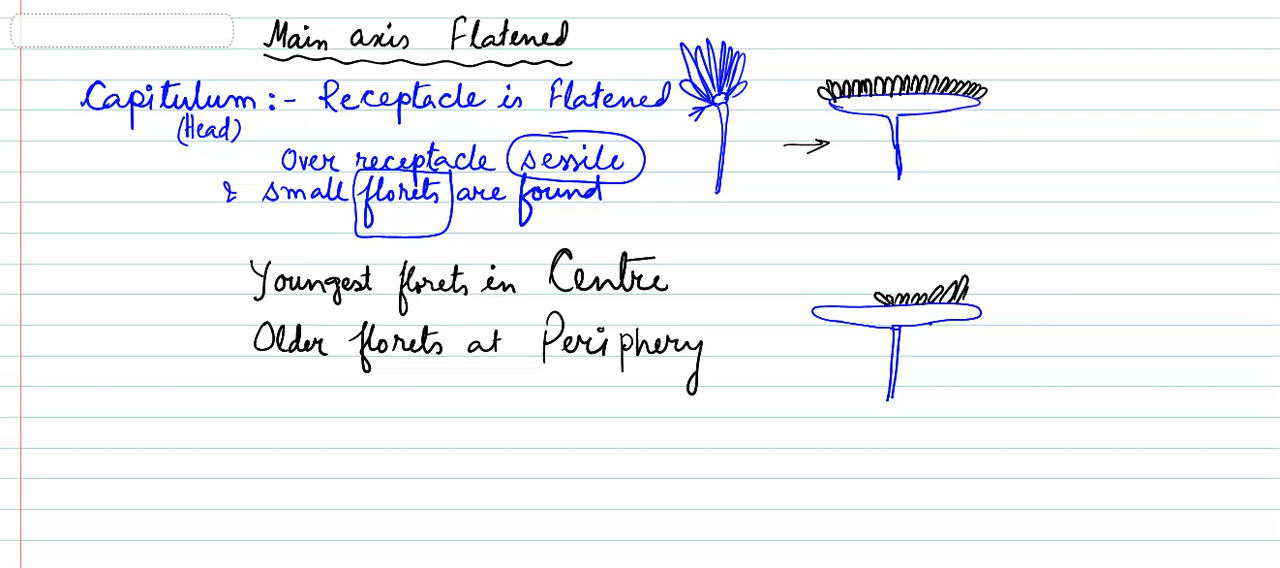 Main axis Flatened
Capitulum :- Receptacle is Flatened
(Head)
Over receptacle sessile
& small florets are found
Youngest florets in Centre
Older florets at Periphery